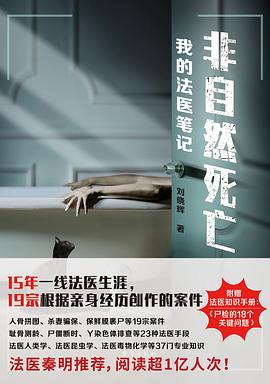 非自然死亡
我的法医笔记
刘晓辉 著
15年一线法医生涯，
19宗根据亲身经历创作的案件
人骨拼图、杀妻骗保、保鲜膜裹尸等19宗案件
耻骨测龄、尸僵断时、Y染色体排查等23种法医手段
法医人类学、法医昆虫学、法医毒物化学等37门专业知识
法医秦明推荐，阅读超1亿人次！
附赠
法医知识手册：
《尸检的18个
关键问题》